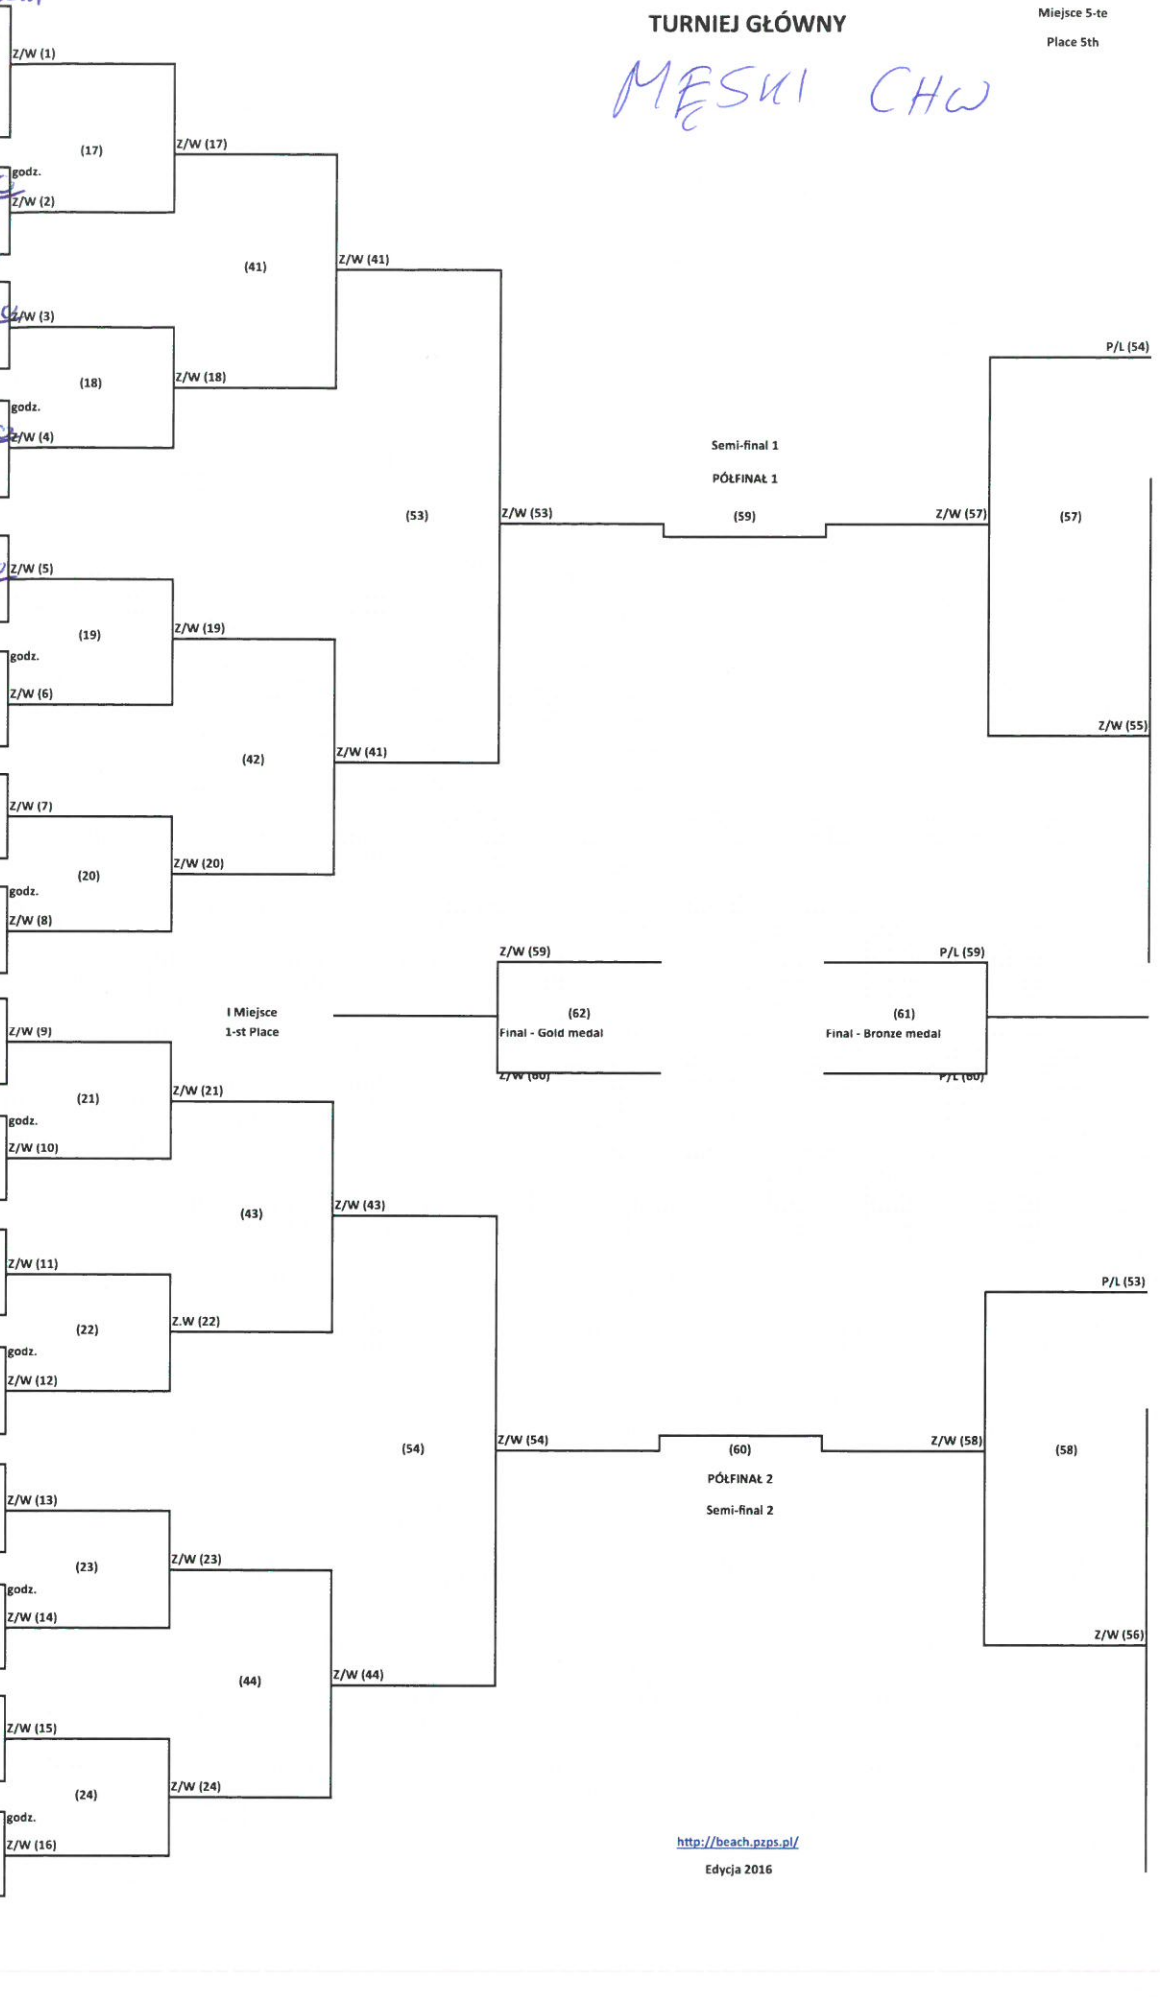 TURNIEJ GŁÓWNY
Miejsce 5-te
Place 5th
MĘSKI CHW
Z/W (1)
(17)
Z/W (17)
godz.
Z/W (2)
(41)
Z/W (41)
Z/W (3)
(18)
Z/W (18)
godz.
Z/W (4)
P/L (54)
Semi-final 1
PÓŁFINAŁ 1
(53)
Z/W (53)
(59)
Z/W (57)
(57)
Z/W (5)
(19)
Z/W (19)
godz.
Z/W (6)
Z/W (55)
(42)
Z/W (41)
Z/W (7)
(20)
Z/W (20)
godz.
Z/W (8)
Z/W (59)
P/L (59)
I Miejsce
1-st Place
(62)
Final - Gold medal
(61)
Final - Bronze medal
Z/W (60)
P/L (60)
Z/W (9)
(21)
Z/W (21)
godz.
Z/W (10)
(43)
Z/W (43)
Z/W (11)
(22)
Z.W (22)
godz.
Z/W (12)
P/L (53)
(54)
Z/W (54)
(60)
Z/W (58)
(58)
PÓŁFINAŁ 2
Semi-final 2
Z/W (13)
(23)
Z/W (23)
godz.
Z/W (14)
Z/W (56)
(44)
Z/W (44)
Z/W (15)
(24)
Z/W (24)
godz.
Z/W (16)
http://beach.pzps.pl/
Edycja 2016